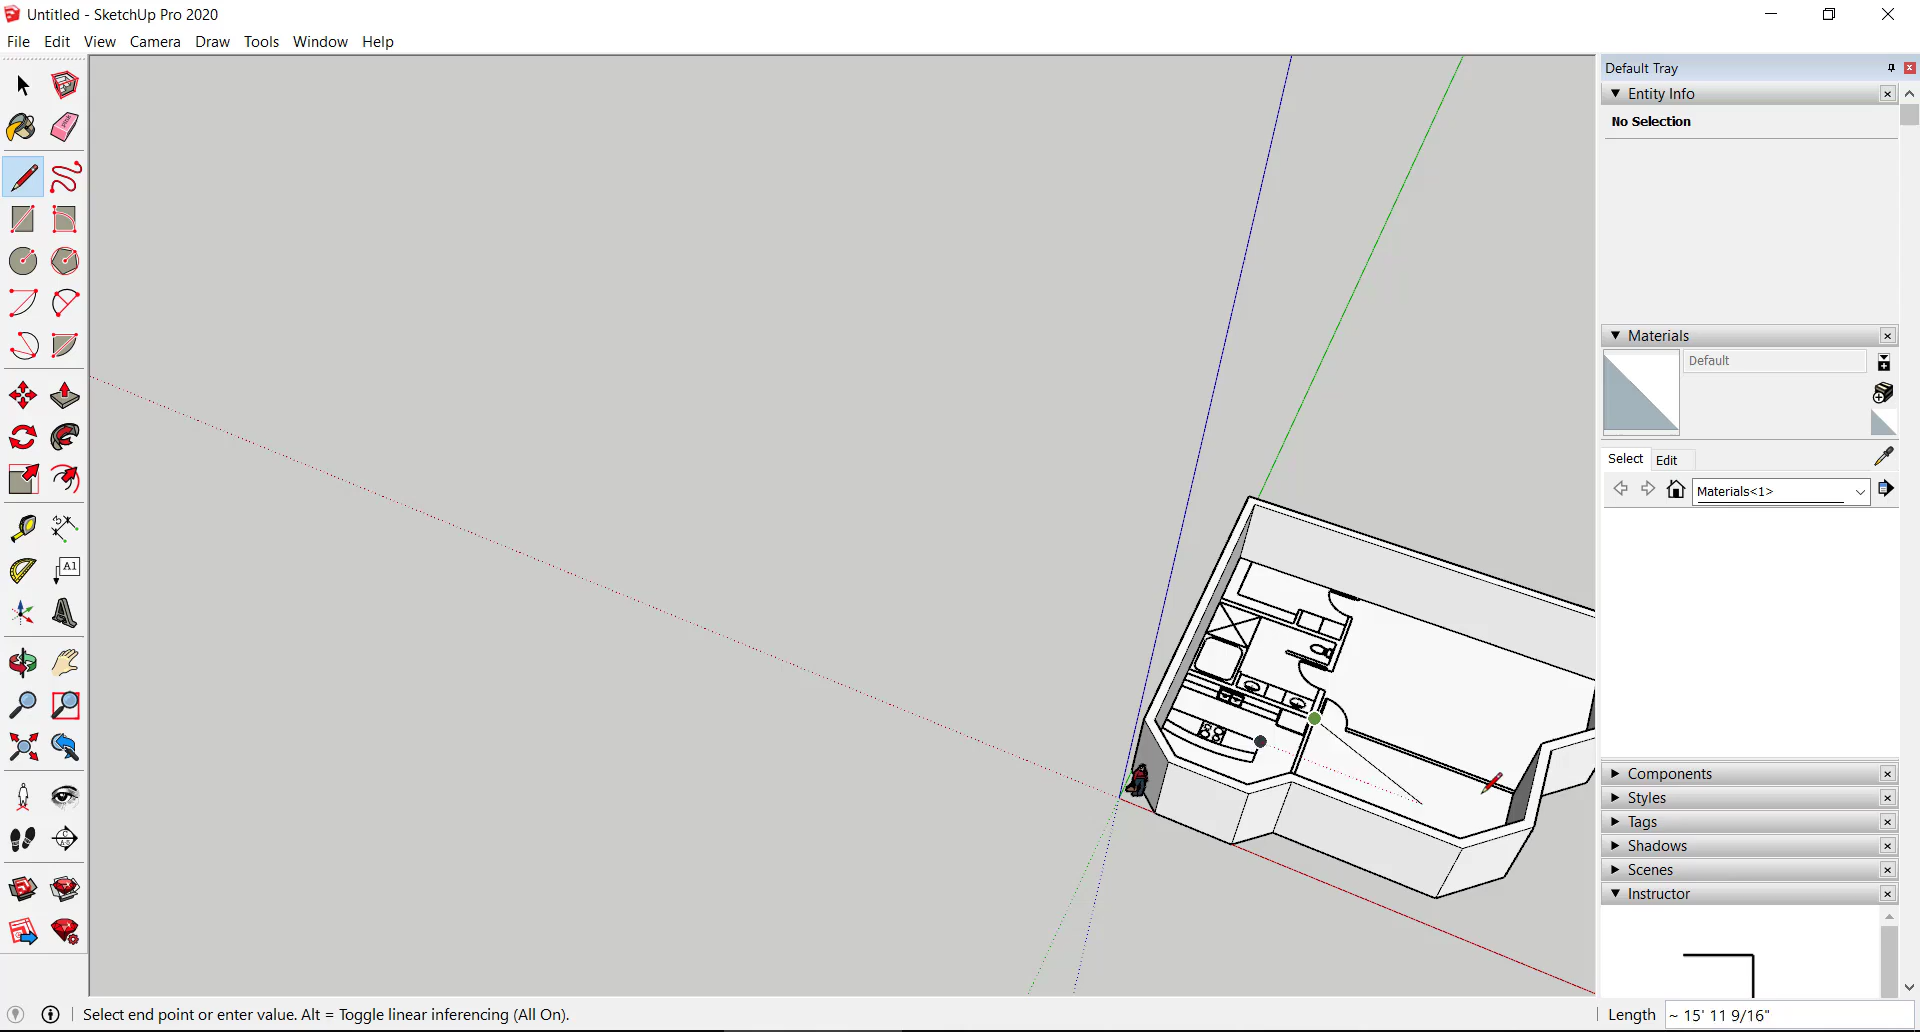 Untitled - SketchUp Pro 2020
File Edit View Camera Draw Tools Window Help
Default Tray
Entity Info
No Selection
Materials
Default
Select Edit
Materials<1>
A1
Components
Styles
Tags
Shadows
Scenes
Instructor
Select end point or enter value. Alt = Toggle linear inferencing (All On).
Length ~ 15' 11 9/16"